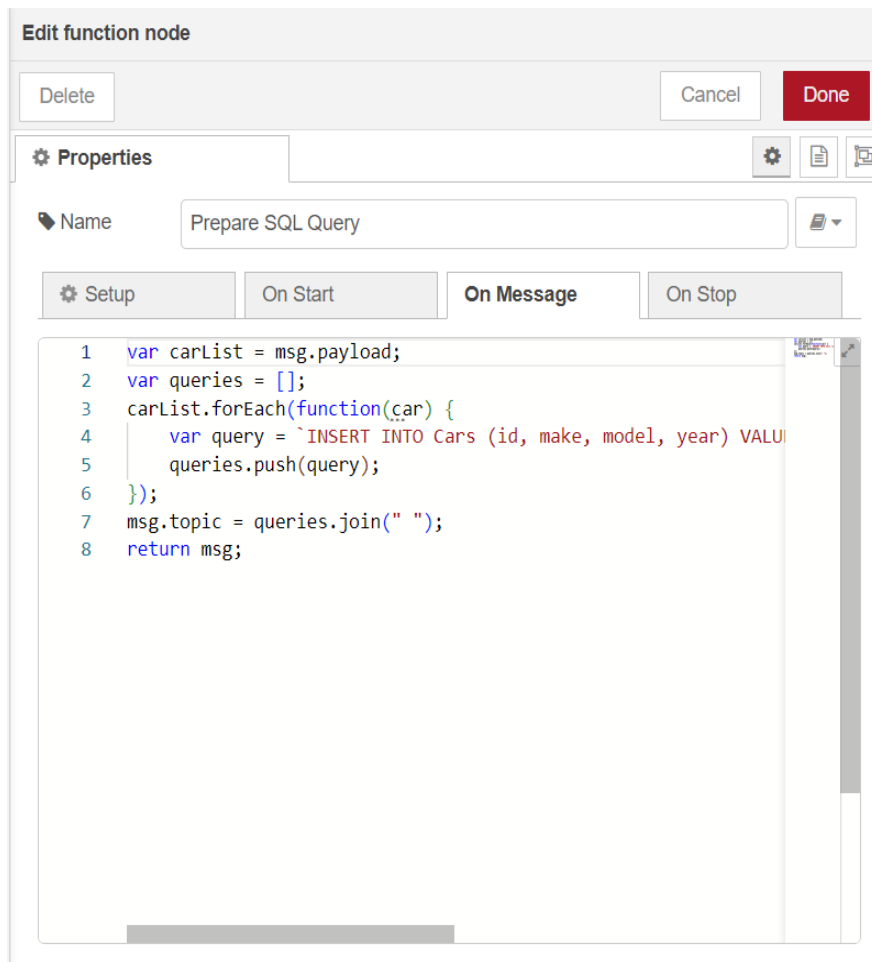 Edit function node
Delete
Cancel
Done
Properties
Name
Prepare SQL Query
Setup
On Start
On Message
On Stop
1 var carList = msg.payload;
2 var queries = [];
3 carList.forEach(function(car) {
4 var query = `INSERT INTO Cars (id, make, model, year) VALU
5 queries.push(query);
6 });
7 msg.topic = queries.join(" ");
8 return msg;